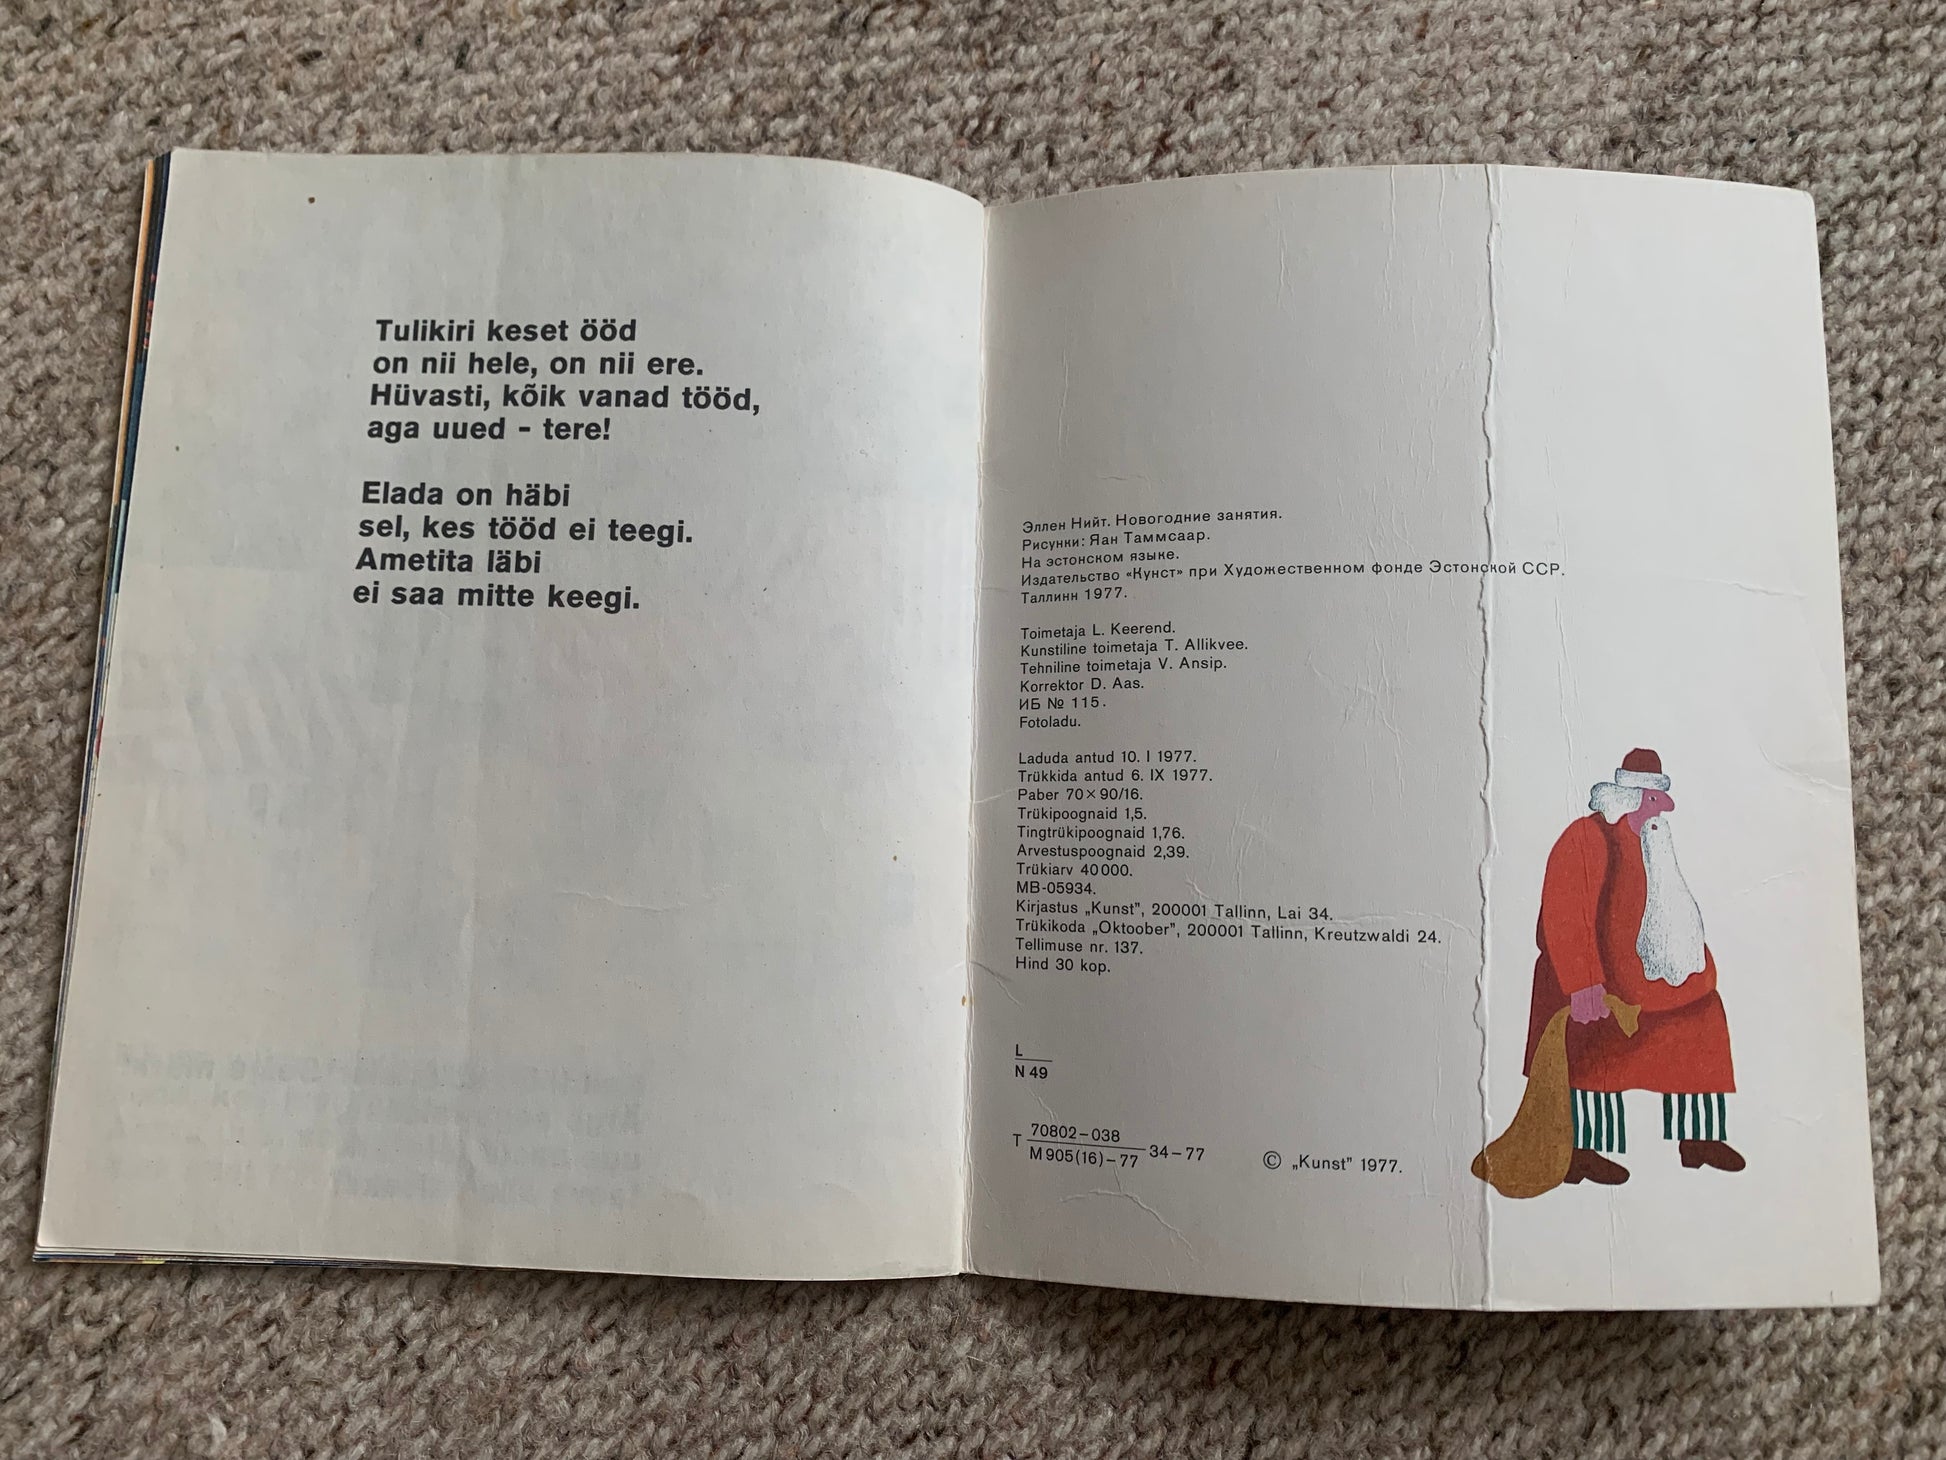 Tulikiri keset ööd
on nii hele, on nii ere.
Hüvasti, kõik vanad tööd,
aga uued - tere!
Elada on häbi
sel, kes tööd ei teegi.
Ametita läbi
ei saa mitte keegi.
Эллен Нийт. Новогодние занятия.
Рисунки: Яан Таммсаар.
На эстонском языке.
Издательство «Кунст» при Художественном фонде Эстонской ССР.
Таллинн 1977.
Toimetaja L. Keerend.
Kunstiline toimetaja T. Allikvee.
Tehniline toimetaja V. Ansip.
Korrektor D. Aas.
ИБ № 115.
Fotoladu.
Laduda antud 10. I 1977.
Trükkida antud 6. IX 1977.
Paber 70×90/16.
Trükipoognaid 1,5.
Tingtrükipoognaid 1,76.
Arvestuspoognaid 2,39.
Trükiarv 40000.
MB-05934.
Kirjastus „Kunst”, 200001 Tallinn, Lai 34.
Trükikoda „Oktoober”, 200001 Tallinn, Kreutzwaldi 24.
Tellimuse nr. 137.
Hind 30 kop.
L
N 49
70802–038
T M905(16)–77 34–77
© „Kunst” 1977.